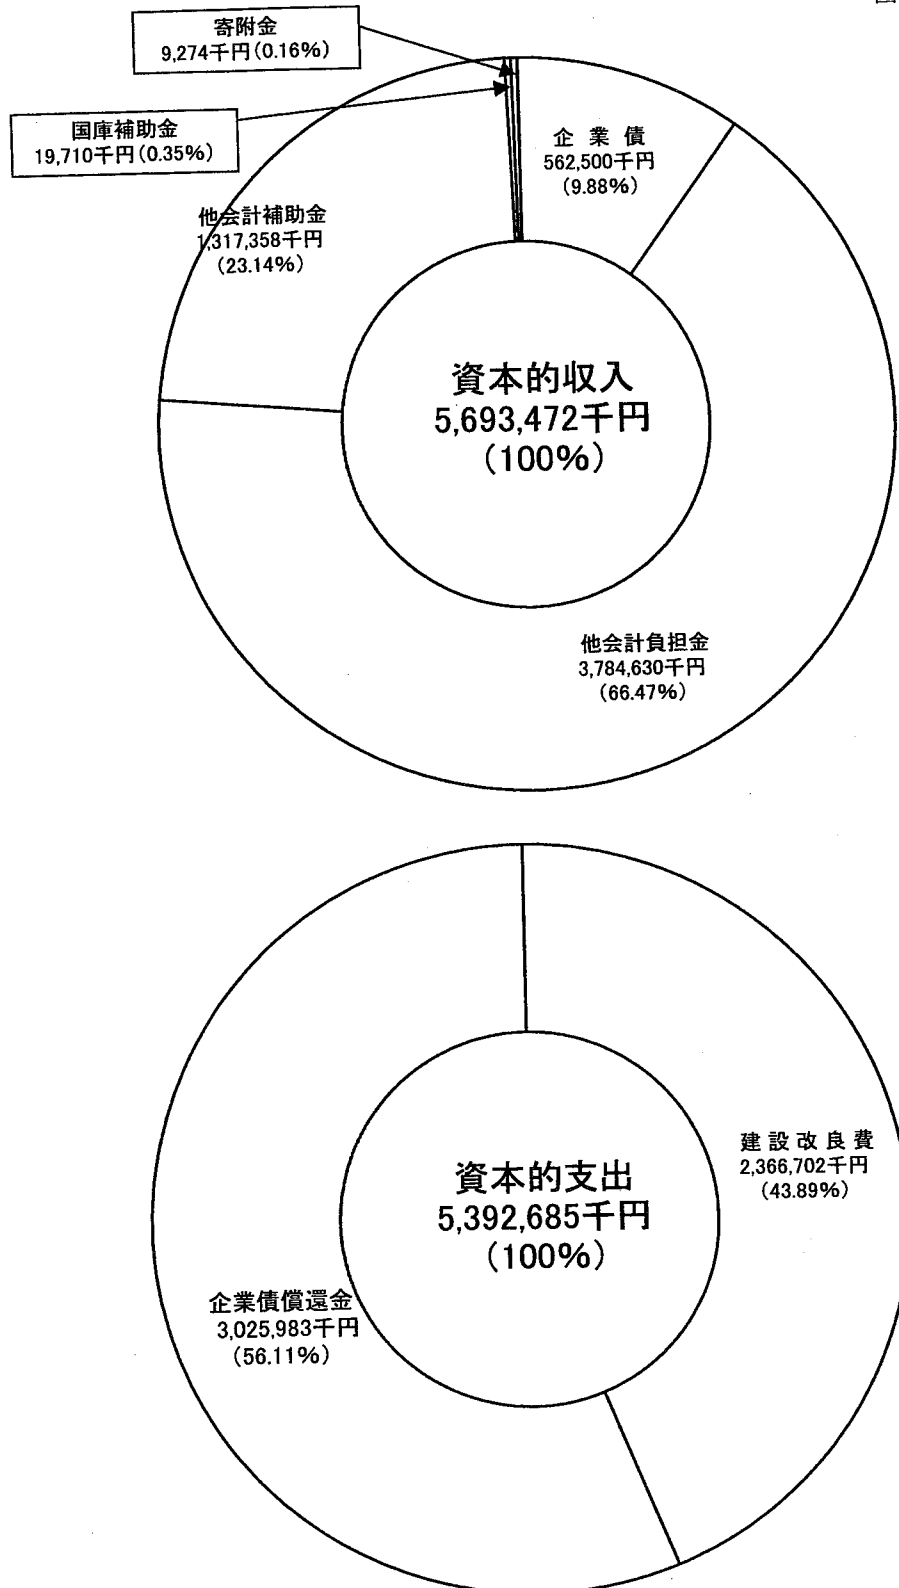 寄附金
9,274千円(0.16%)
国庫補助金
19,710千円(0.35%)
企業債
562,500千円
(9.88%)
他会計補助金
1,317,358千円
(23.14%)
資本的収入
5,693,472千円
(100%)
他会計負担金
3,784,630千円
(66.47%)
建設改良費
2,366,702千円
(43.89%)
資本的支出
5,392,685千円
(100%)
企業債償還金
3,025,983千円
(56.11%)